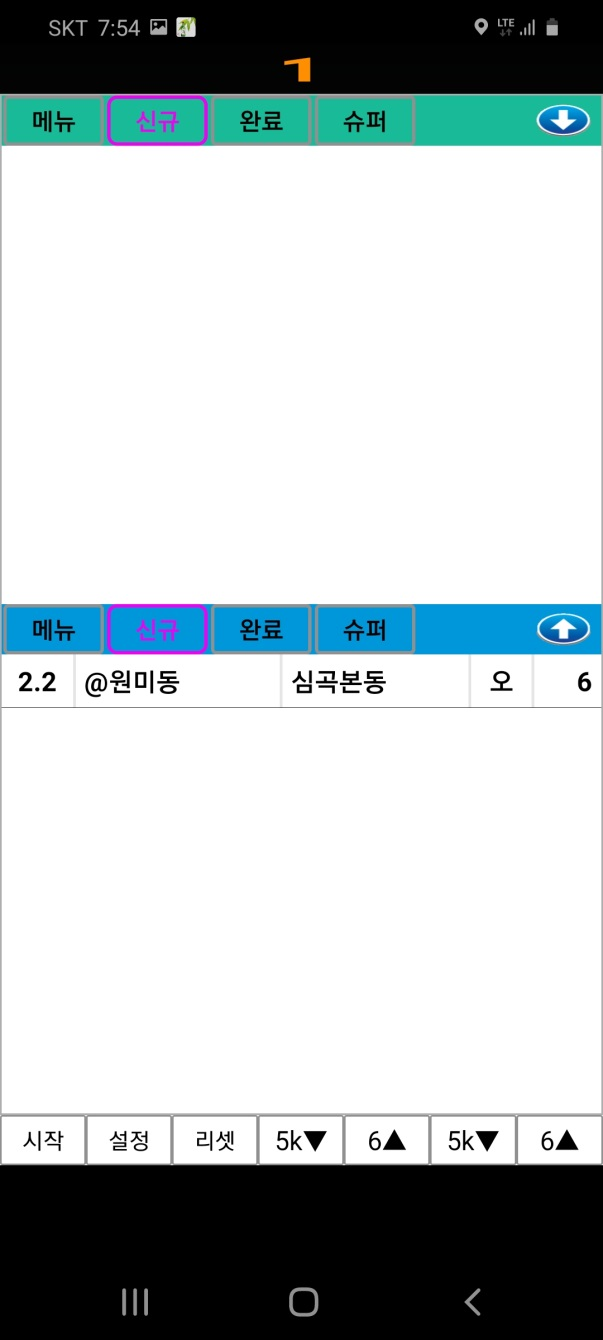 SKT 7:54 LTE
1
메뉴 신규 완료 슈퍼
메뉴 신규 완료 슈퍼
2.2 @원미동 심곡본동 오 6
시작 설정 리셋 5k▼ 6▲ 5k▼ 6▲